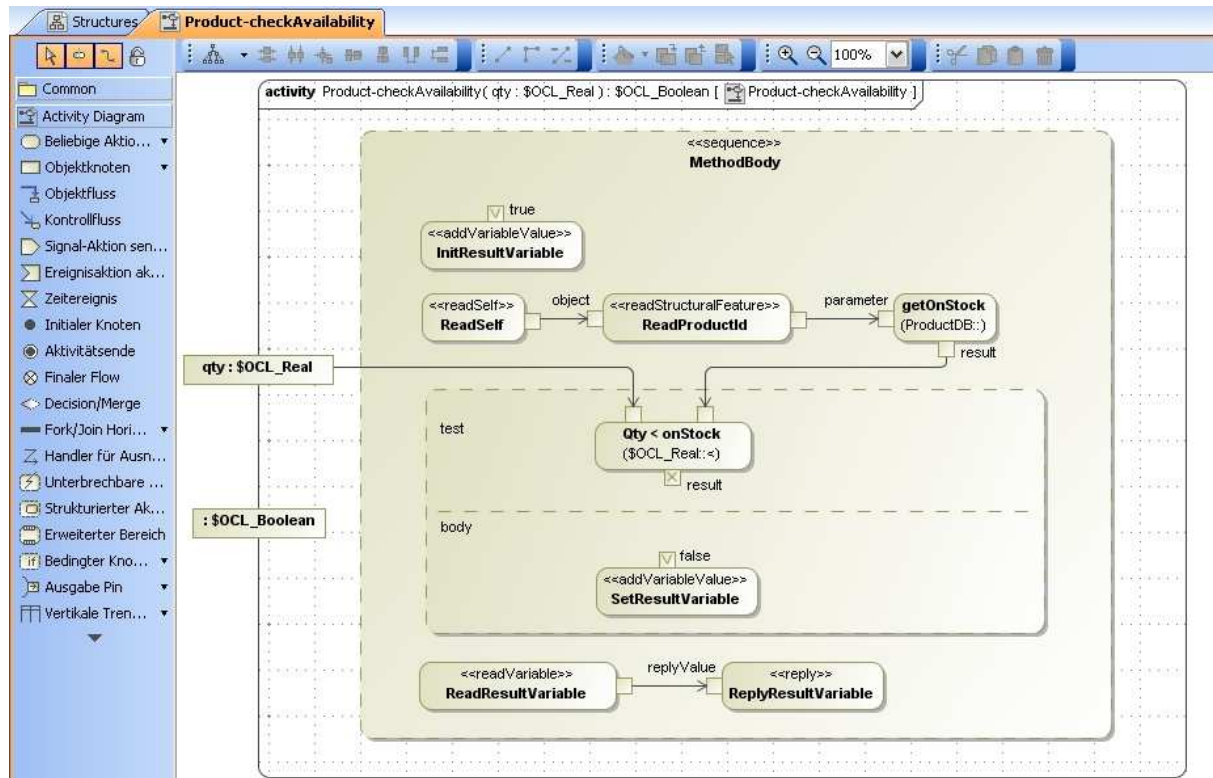 Structures
Product-checkAvailability
100%
Common
Activity Diagram
Beliebige Aktio...
Objektknoten
Objektfluss
Kontrollfluss
Signal-Aktion sen...
Ereignisaktion ak...
Zeitereignis
Initialer Knoten
Aktivitätsende
Finaler Flow
Decision/Merge
Fork/Join Hori...
Handler für Ausn...
Unterbrechbare ...
Strukturierter Ak...
Erweiterter Bereich
if Bedingter Kno...
Ausgabe Pin
Vertikale Tren...
activity Product-checkAvailability( qty : $OCL_Real ) : $OCL_Boolean [ Product-checkAvailability ]
<<sequence>>
MethodBody
true
<<addVariableValue>>
InitResultVariable
<<readSelf>>
ReadSelf
object
<<readStructuralFeature>>
ReadProductId
parameter
getOnStock
(ProductDB::)
result
qty : $OCL_Real
test
Qty < onStock
($OCL_Real::<)
result
: $OCL_Boolean
body
false
<<addVariableValue>>
SetResultVariable
<<readVariable>>
ReadResultVariable
replyValue
<<reply>>
ReplyResultVariable